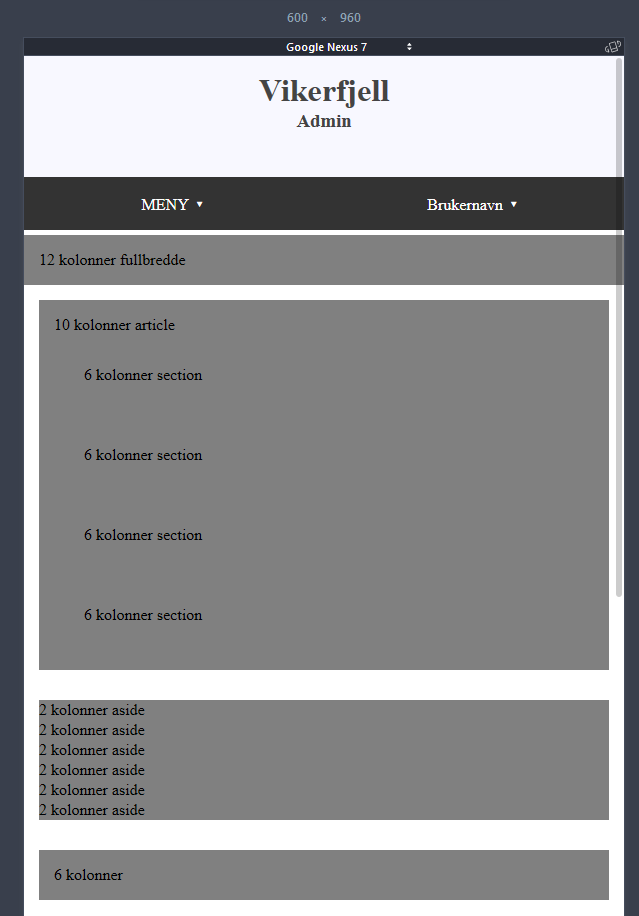 600 × 960
Google Nexus 7
Vikerfjell
Admin
MENY ▼ Brukernavn ▼
12 kolonner fullbredde
10 kolonner article
6 kolonner section
6 kolonner section
6 kolonner section
6 kolonner section
2 kolonner aside
2 kolonner aside
2 kolonner aside
2 kolonner aside
2 kolonner aside
2 kolonner aside
6 kolonner